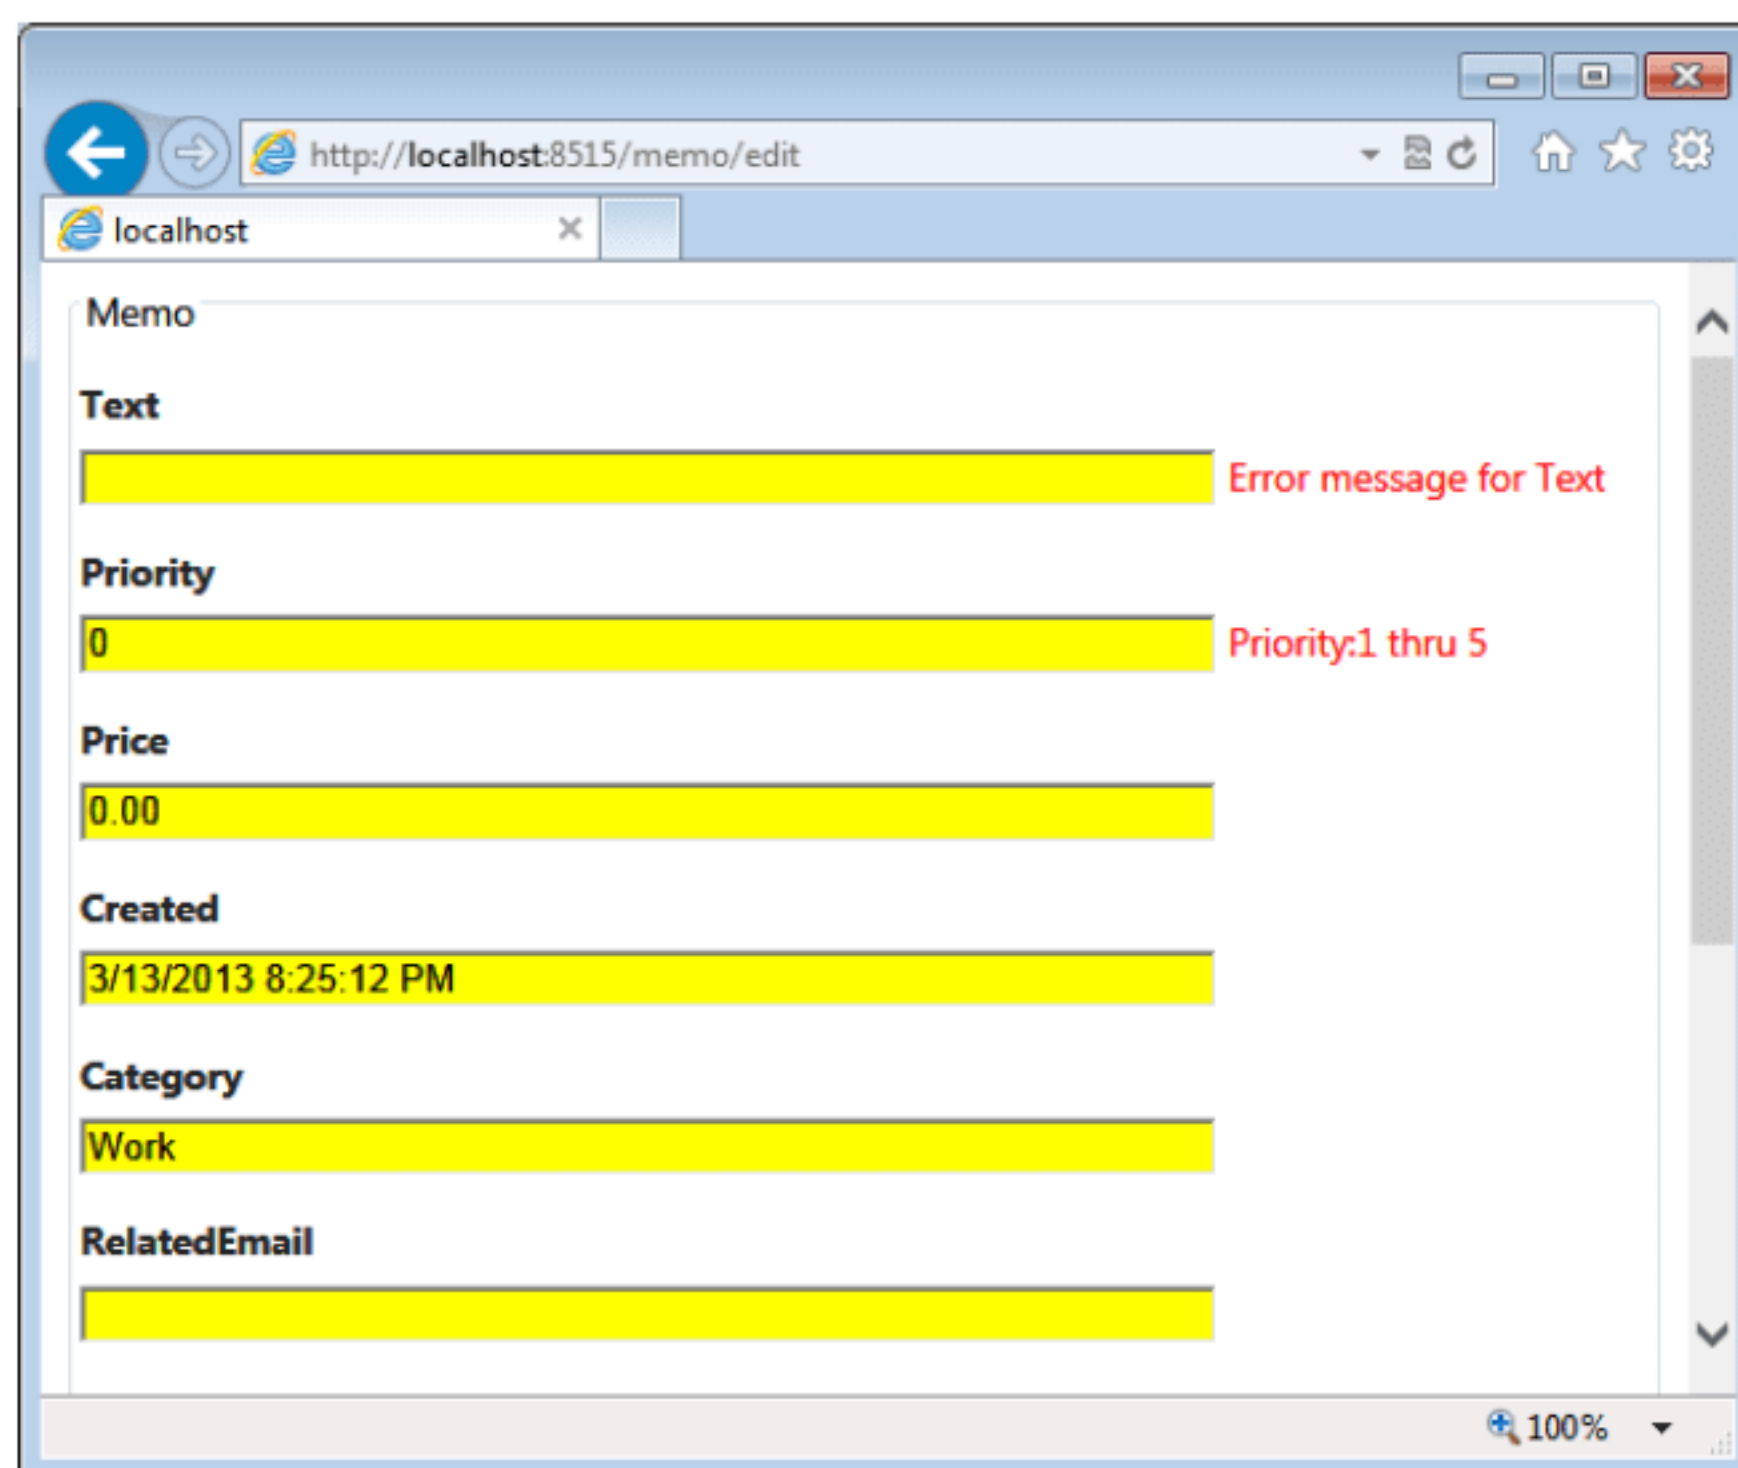 http://localhost:8515/memo/edit
localhost
Memo
Text
Error message for Text
Priority
0 Priority:1 thru 5
Price
0.00
Created
3/13/2013 8:25:12 PM
Category
Work
RelatedEmail
100%